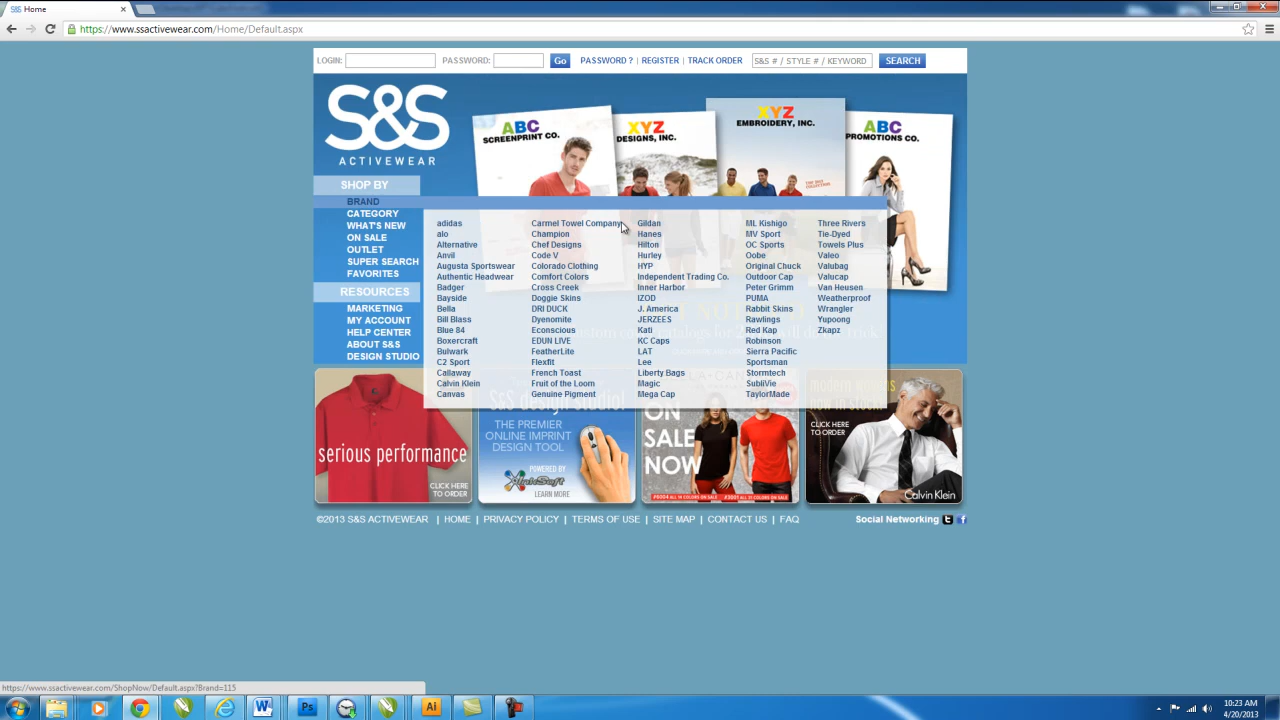 S&S Home
https://www.ssactivewear.com/Home/Default.aspx
LOGIN: PASSWORD: Go PASSWORD ? | REGISTER | TRACK ORDER S&S # / STYLE # / KEYWORD SEARCH
S&S
ACTIVEWEAR
ABC
SCREENPRINT CO.
XYZ
DESIGNS, INC.
XYZ
EMBROIDERY, INC.
ABC
PROMOTIONS CO.
SHOP BY
BRAND
CATEGORY
WHAT'S NEW
ON SALE
OUTLET
SUPER SEARCH
FAVORITES
RESOURCES
MARKETING
MY ACCOUNT
HELP CENTER
ABOUT S&S
DESIGN STUDIO
adidas
alo
Alternative
Anvil
Augusta Sportswear
Authentic Headwear
Badger
Bayside
Bella
Bill Blass
Blue 84
Boxercraft
Bulwark
C2 Sport
Callaway
Calvin Klein
Canvas
Carmel Towel Company
Champion
Chef Designs
Code V
Colorado Clothing
Comfort Colors
Cross Creek
Doggie Skins
DRI DUCK
Dyenomite
Econscious
EDUN LIVE
FeatherLite
Flexfit
French Toast
Fruit of the Loom
Genuine Pigment
Gildan
Hanes
Hilton
Hurley
HYP
Independent Trading Co.
Inner Harbor
IZOD
J. America
JERZEES
Kati
KC Caps
LAT
Lee
Liberty Bags
Magic
Mega Cap
ML Kishigo
MV Sport
OC Sports
Oobe
Original Chuck
Outdoor Cap
Peter Grimm
PUMA
Rabbit Skins
Rawlings
Red Kap
Robinson
Sierra Pacific
Sportsman
Stormtech
SubliVie
TaylorMade
Three Rivers
Tie-Dyed
Towels Plus
Valeo
Valubag
Valucap
Van Heusen
Weatherproof
Wrangler
Yupoong
Zkapz
serious performance
CLICK HERE
TO ORDER
S&S design studio!
THE PREMIER
ONLINE IMPRINT
DESIGN TOOL
POWERED BY
LEARN MORE
ON
SALE
NOW
modern
now in stock
CLICK HERE
TO ORDER
Calvin Klein
©2013 S&S ACTIVEWEAR | HOME | PRIVACY POLICY | TERMS OF USE | SITE MAP | CONTACT US | FAQ
Social Networking
https://www.ssactivewear.com/ShopNow/Default.aspx?Brand=115
10:23 AM
4/20/2013